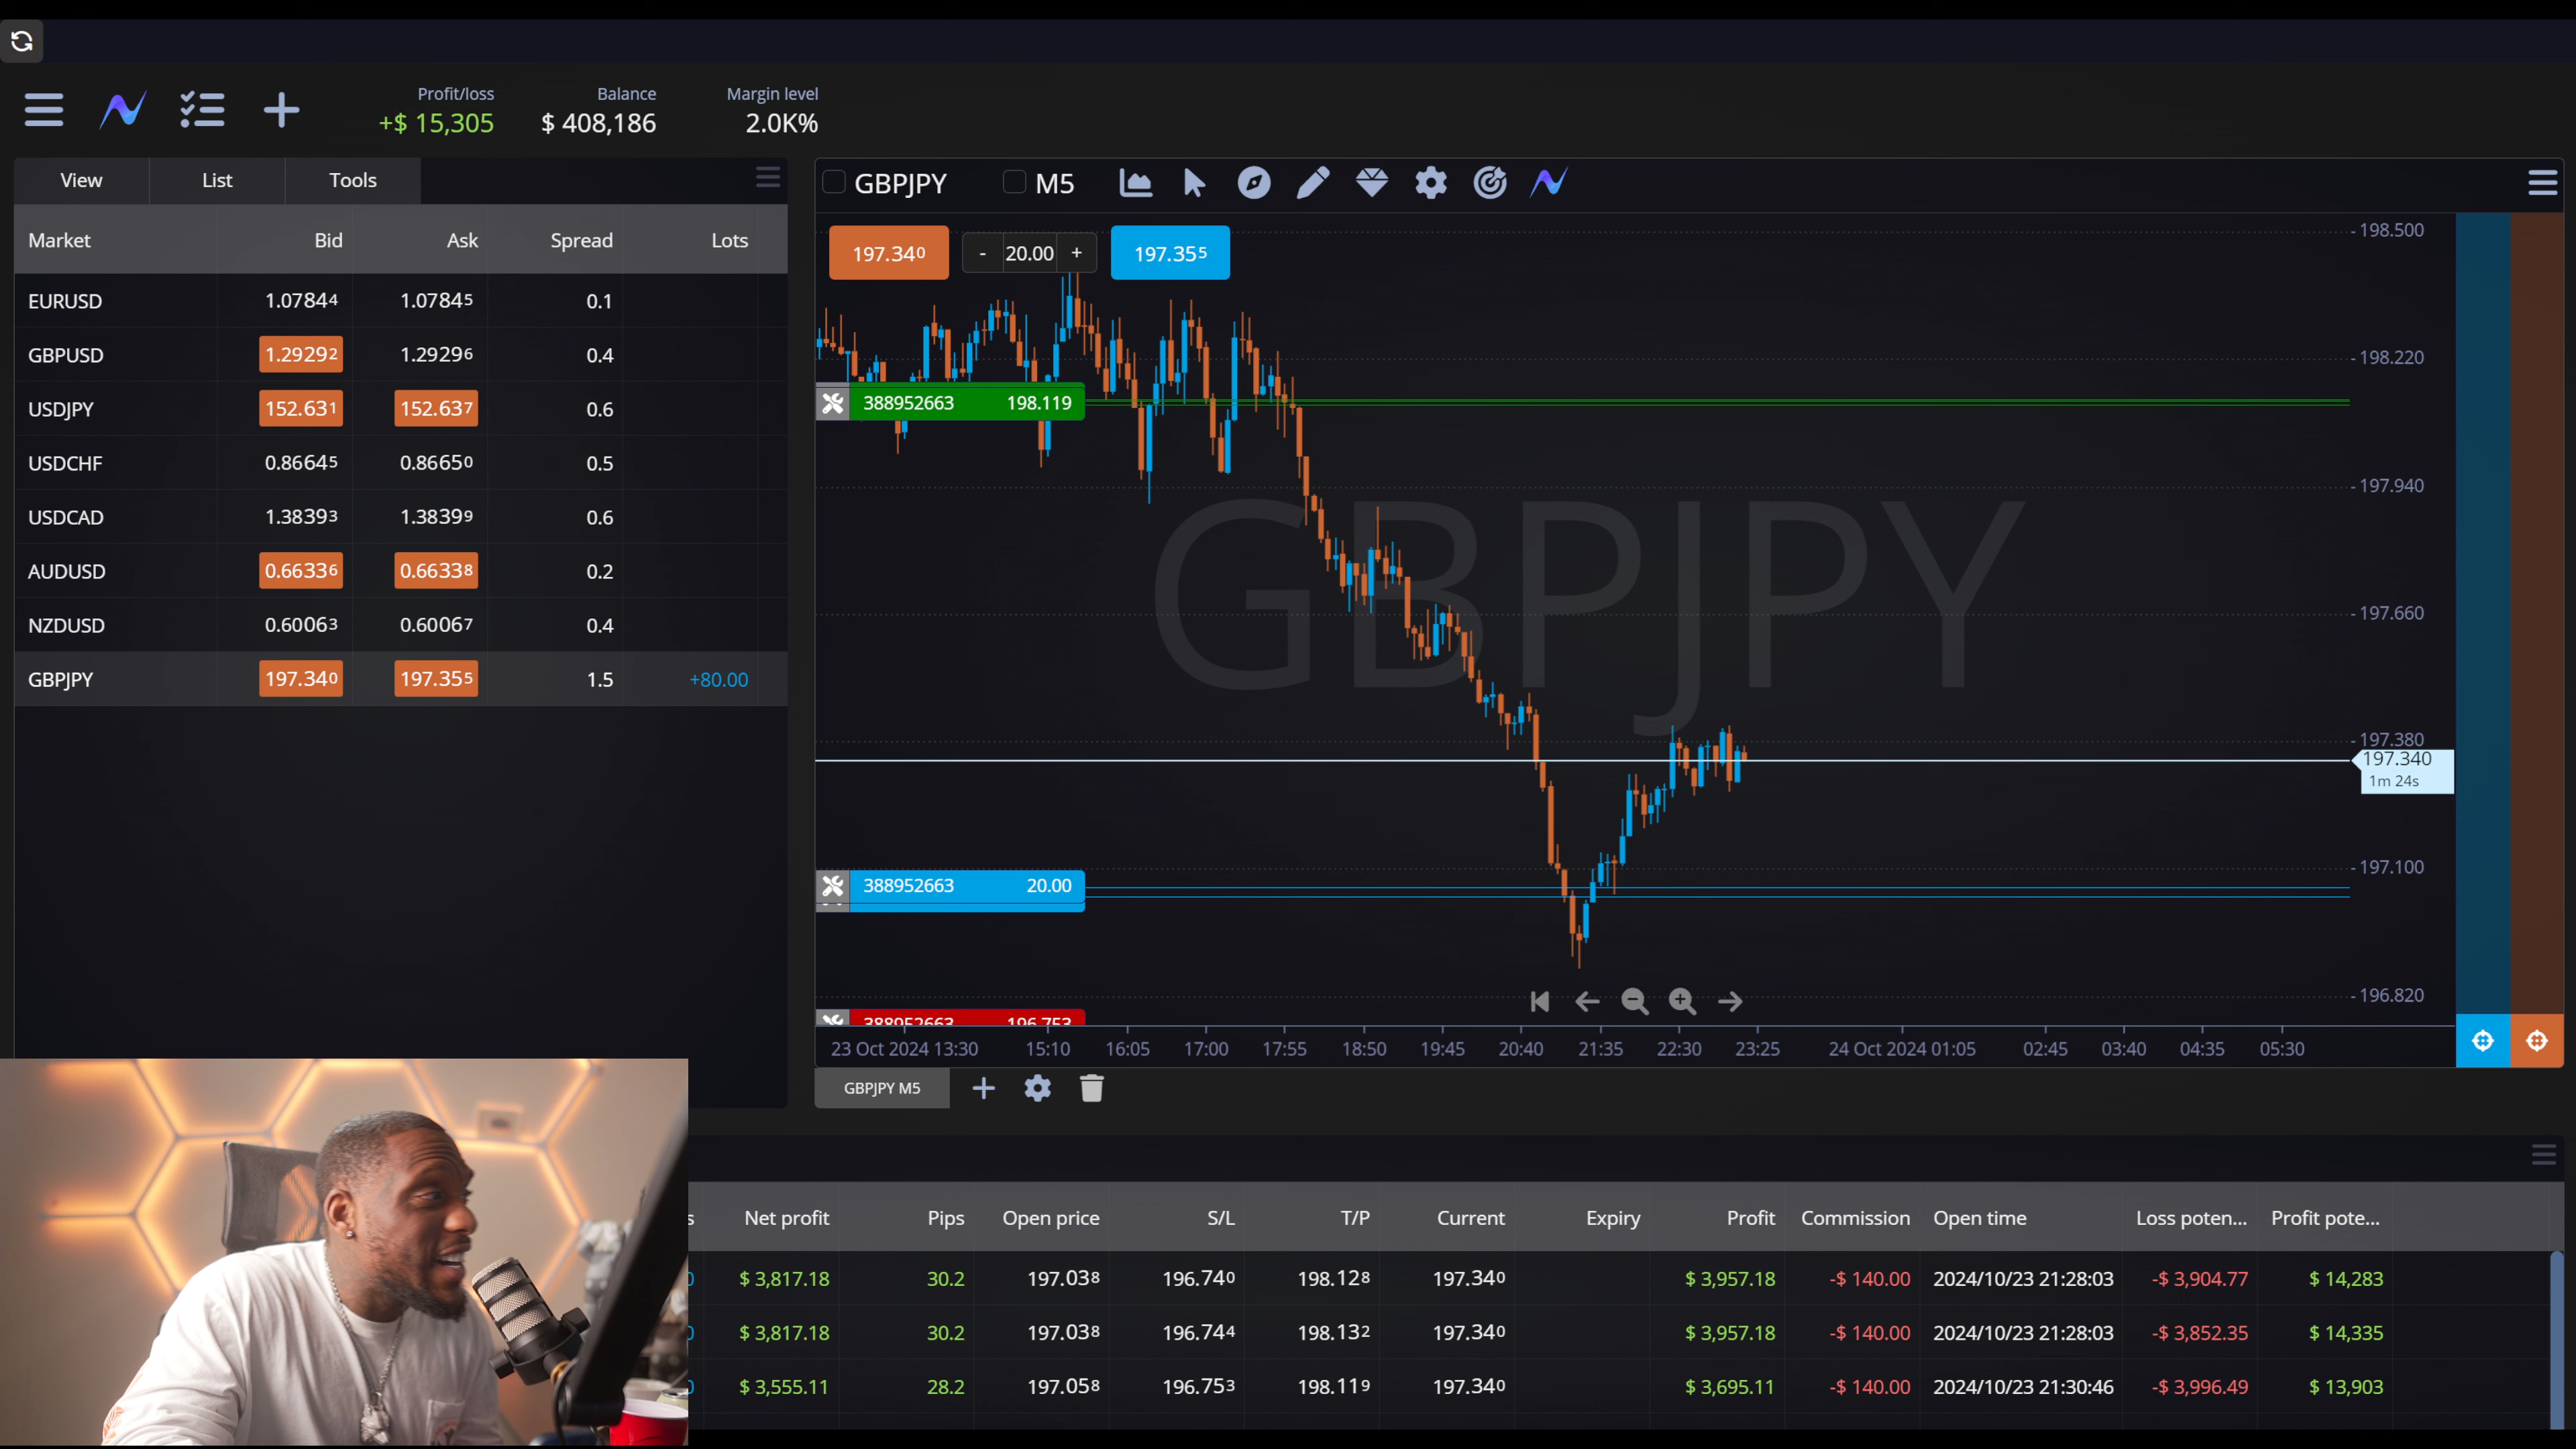 Profit/loss Balance Margin level
+$ 15,305 $ 408,186 2.0K%
View List Tools
Market Bid Ask Spread Lots
EURUSD 1.07844 1.07845 0.1
GBPUSD 1.29292 1.29296 0.4
USDJPY 152.631 152.637 0.6
USDCHF 0.86645 0.86650 0.5
USDCAD 1.38393 1.38399 0.6
AUDUSD 0.66336 0.66338 0.2
NZDUSD 0.60063 0.60067 0.4
GBPJPY 197.340 197.355 1.5 +80.00
GBPJPY M5
197.340 - 20.00 + 197.355
198.500
198.220
388952663 198.119
197.940
GBPJPY
197.660
197.380
197.340
1m 24s
197.100
388952663 20.00
196.820
388952663 196.753
23 Oct 2024 13:30 15:10 16:05 17:00 17:55 18:50 19:45 20:40 21:35 22:30 23:25 24 Oct 2024 01:05 02:45 03:40 04:35 05:30
GBPJPY M5
s Net profit Pips Open price S/L T/P Current Expiry Profit Commission Open time Loss poten... Profit pote...
0 $ 3,817.18 30.2 197.038 196.740 198.128 197.340 $ 3,957.18 -$ 140.00 2024/10/23 21:28:03 -$ 3,904.77 $ 14,283
0 $ 3,817.18 30.2 197.038 196.744 198.132 197.340 $ 3,957.18 -$ 140.00 2024/10/23 21:28:03 -$ 3,852.35 $ 14,335
0 $ 3,555.11 28.2 197.058 196.753 198.119 197.340 $ 3,695.11 -$ 140.00 2024/10/23 21:30:46 -$ 3,996.49 $ 13,903